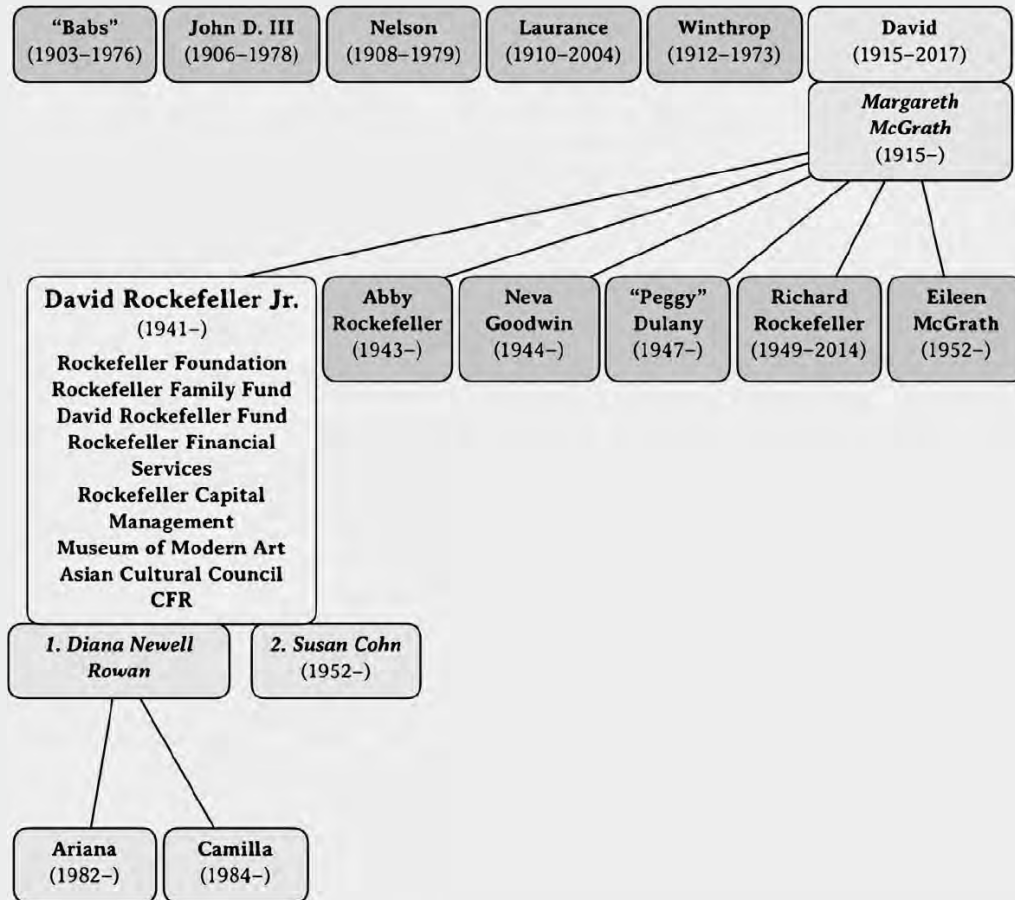 "Babs"
(1903–1976)
John D. III
(1906–1978)
Nelson
(1908–1979)
Laurance
(1910–2004)
Winthrop
(1912–1973)
David
(1915–2017)
Margareth
McGrath
(1915–)
David Rockefeller Jr.
(1941–)
Rockefeller Foundation
Rockefeller Family Fund
David Rockefeller Fund
Rockefeller Financial
Services
Rockefeller Capital
Management
Museum of Modern Art
Asian Cultural Council
CFR
Abby
Rockefeller
(1943–)
Neva
Goodwin
(1944–)
"Peggy"
Dulany
(1947–)
Richard
Rockefeller
(1949–2014)
Eileen
McGrath
(1952–)
1. Diana Newell
Rowan
2. Susan Cohn
(1952–)
Ariana
(1982–)
Camilla
(1984–)